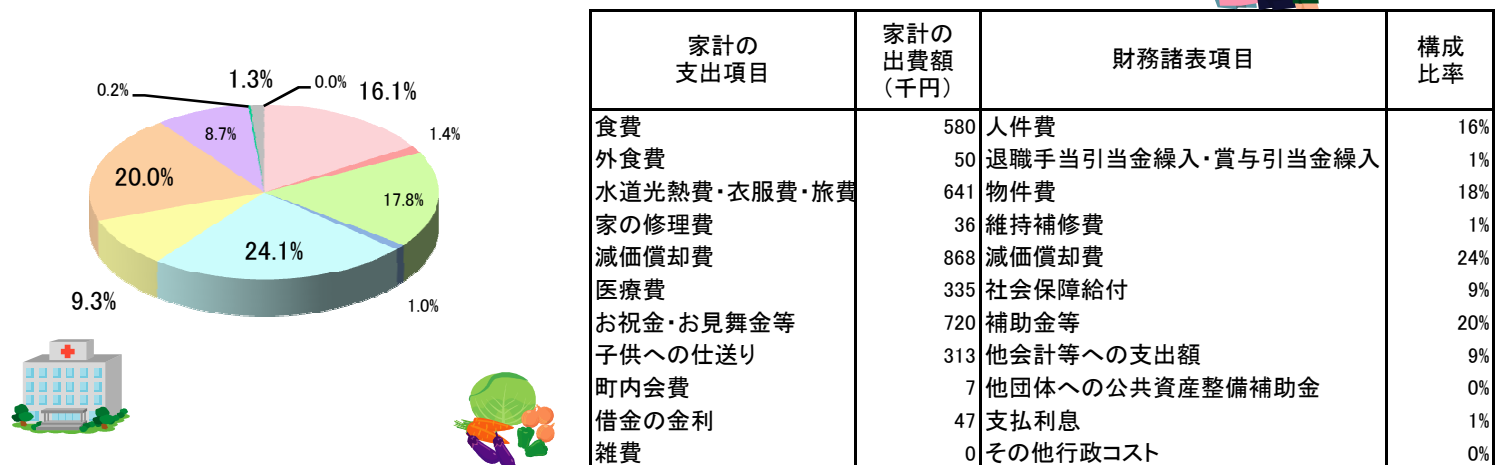 0.2%
1.3%
0.0%
16.1%
8.7%
1.4%
20.0%
17.8%
24.1%
9.3%
1.0%
家計の
支出項目
家計の
出費額
(千円)
財務諸表項目
構成
比率
食費 580 人件費 16%
外食費 50 退職手当引当金繰入・賞与引当金繰入 1%
水道光熱費・衣服費・旅費 641 物件費 18%
家の修理費 36 維持補修費 1%
減価償却費 868 減価償却費 24%
医療費 335 社会保障給付 9%
お祝金・お見舞金等 720 補助金等 20%
子供への仕送り 313 他会計等への支出額 9%
町内会費 7 他団体への公共資産整備補助金 0%
借金の金利 47 支払利息 1%
雑費 0 その他行政コスト 0%